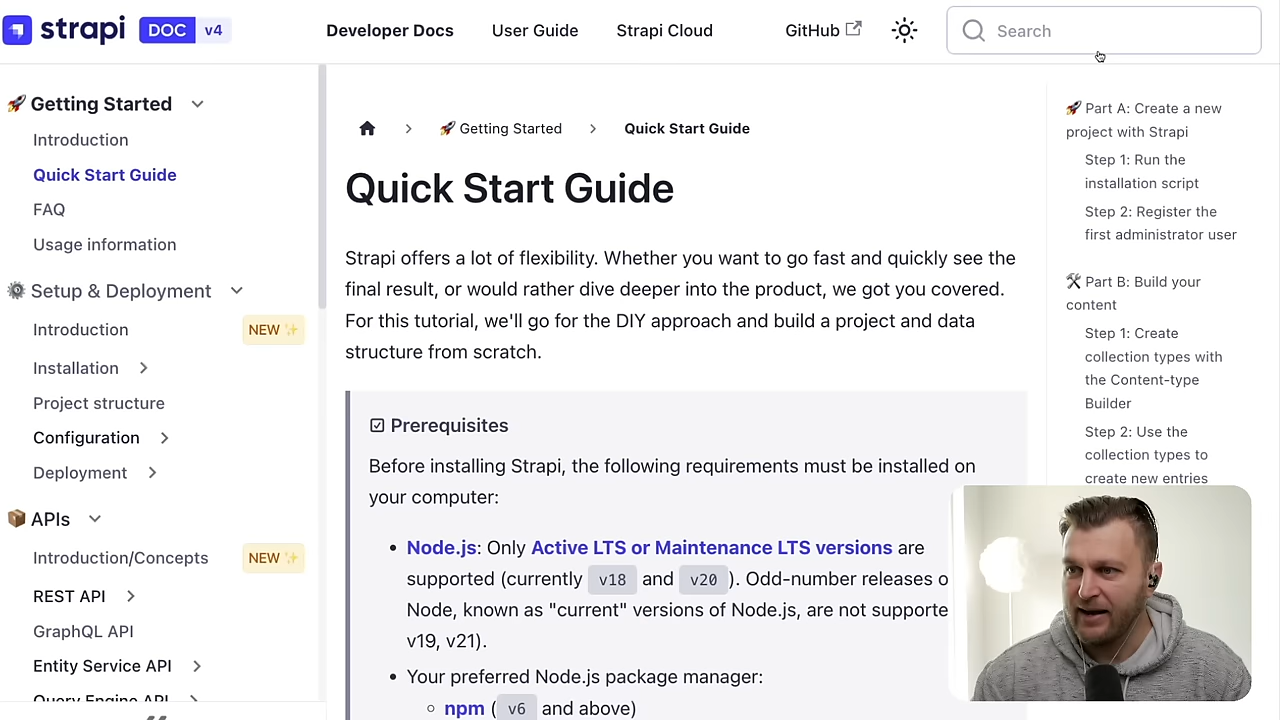 strapi DOC v4
Developer Docs
User Guide
Strapi Cloud
GitHub
Search
🚀 Getting Started
Introduction
Quick Start Guide
FAQ
Usage information
⚙️ Setup & Deployment
Introduction
NEW ✨
Installation
Project structure
Configuration
Deployment
📦 APIs
Introduction/Concepts
NEW ✨
REST API
GraphQL API
Entity Service API
Query Engine API
🚀 Getting Started
Quick Start Guide
Quick Start Guide
Strapi offers a lot of flexibility. Whether you want to go fast and quickly see the
final result, or would rather dive deeper into the product, we got you covered.
For this tutorial, we'll go for the DIY approach and build a project and data
structure from scratch.
☑ Prerequisites
Before installing Strapi, the following requirements must be installed on
your computer:
• Node.js: Only Active LTS or Maintenance LTS versions are
supported (currently v18 and v20). Odd-number releases o
Node, known as "current" versions of Node.js, are not supporte
v19, v21).
• Your preferred Node.js package manager:
○ npm (v6 and above)
🚀 Part A: Create a new
project with Strapi
Step 1: Run the
installation script
Step 2: Register the
first administrator user
🛠 Part B: Build your
content
Step 1: Create
collection types with
the Content-type
Builder
Step 2: Use the
collection types to
create new entries